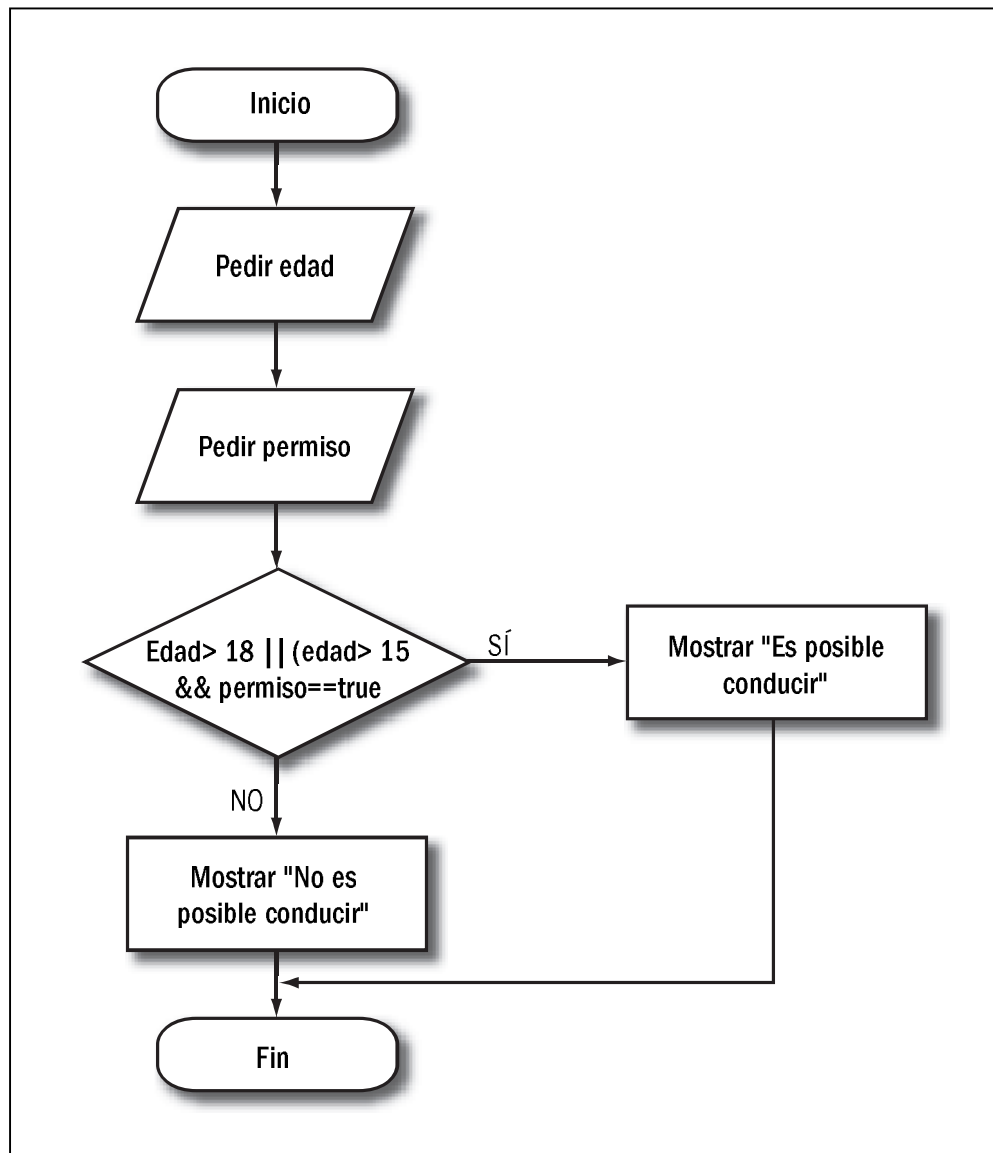 Inicio
Pedir edad
Pedir permiso
Edad> 18 || (edad> 15
&& permiso==true
SÍ
Mostrar "Es posible
conducir"
NO
Mostrar "No es
posible conducir"
Fin